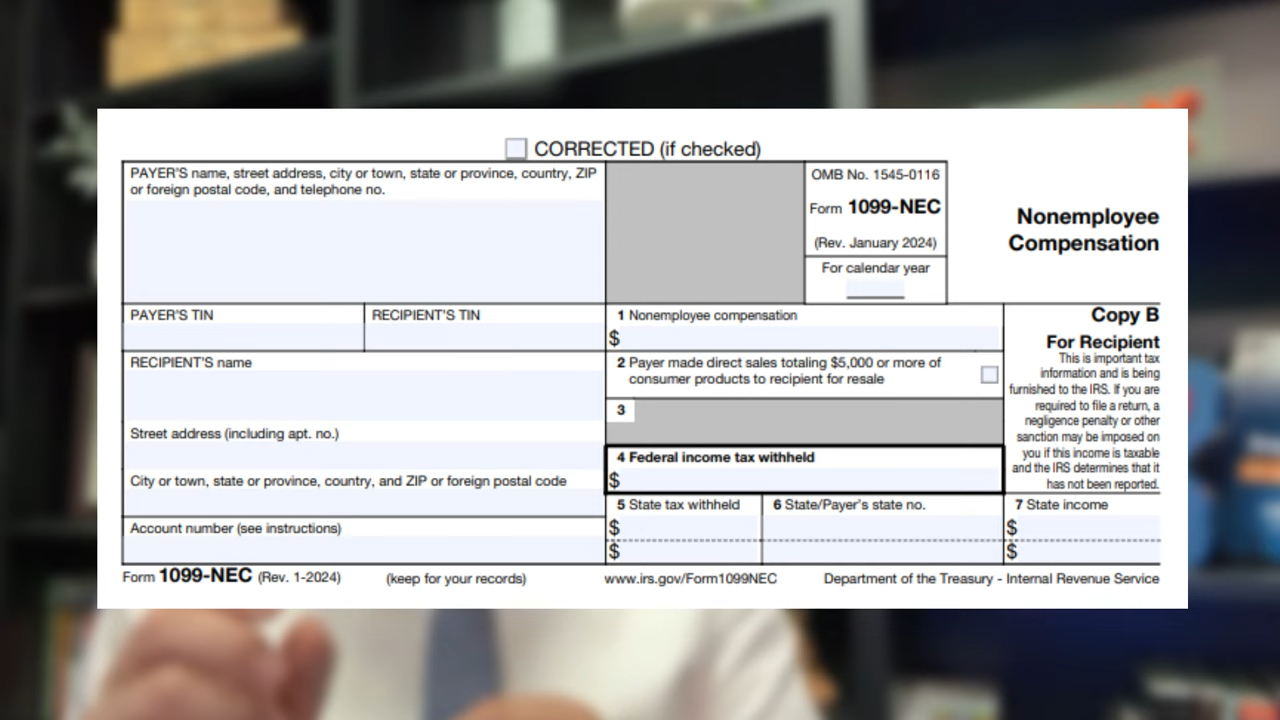 CORRECTED (if checked)
PAYER'S name, street address, city or town, state or province, country, ZIP
or foreign postal code, and telephone no.
OMB No. 1545-0116
Form 1099-NEC
(Rev. January 2024)
For calendar year
Nonemployee
Compensation
PAYER'S TIN
RECIPIENT'S TIN
1 Nonemployee compensation
$
Copy B
For Recipient
This is important tax
information and is being
furnished to the IRS. If you are
required to file a return, a
negligence penalty or other
sanction may be imposed on
you if this income is taxable
and the IRS determines that it
has not been reported.
RECIPIENT'S name
2 Payer made direct sales totaling $5,000 or more of
consumer products to recipient for resale
3
Street address (including apt. no.)
4 Federal income tax withheld
$
City or town, state or province, country, and ZIP or foreign postal code
5 State tax withheld
$
$
6 State/Payer's state no.
7 State income
$
$
Account number (see instructions)
Form 1099-NEC (Rev. 1-2024)
(keep for your records)
www.irs.gov/Form1099NEC
Department of the Treasury - Internal Revenue Service